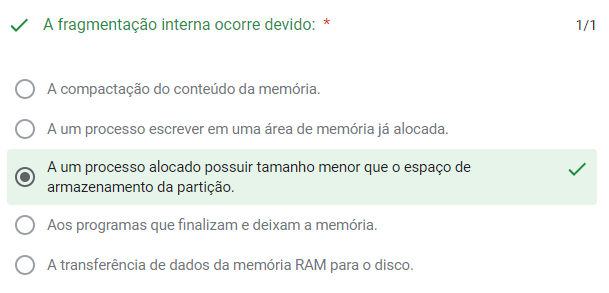 A fragmentação interna ocorre devido: * 1/1
A compactação do conteúdo da memória.
A um processo escrever em uma área de memória já alocada.
A um processo alocado possuir tamanho menor que o espaço de
armazenamento da partição.
Aos programas que finalizam e deixam a memória.
A transferência de dados da memória RAM para o disco.